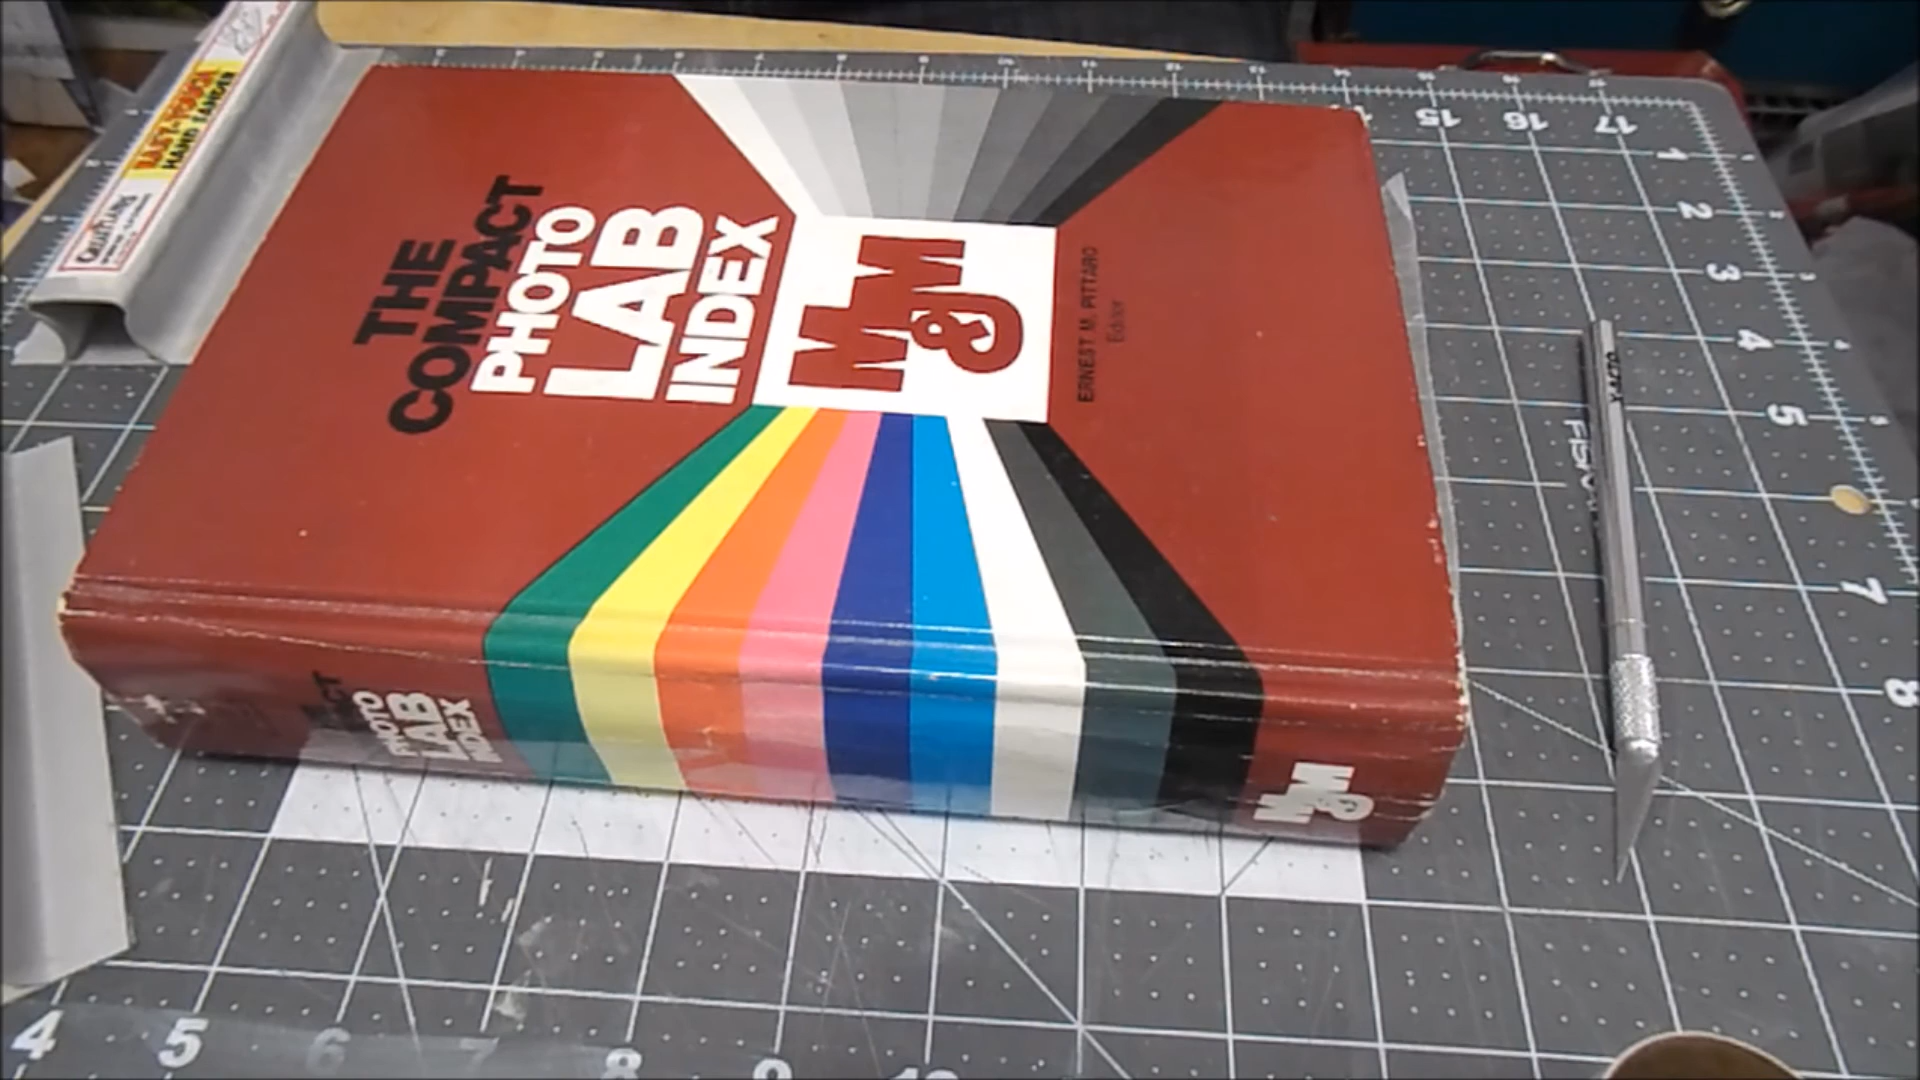 THE
COMPACT
PHOTO
LAB
INDEX
M&M
ERNEST M. PITTARO
Editor
PHOTO
LAB
INDEX
M&M
EASY-TOUCH
HAND SANDER
X-ACTO
15 16 17
1
2
3
4
5
7
8
4 5 6 7 8 9 10